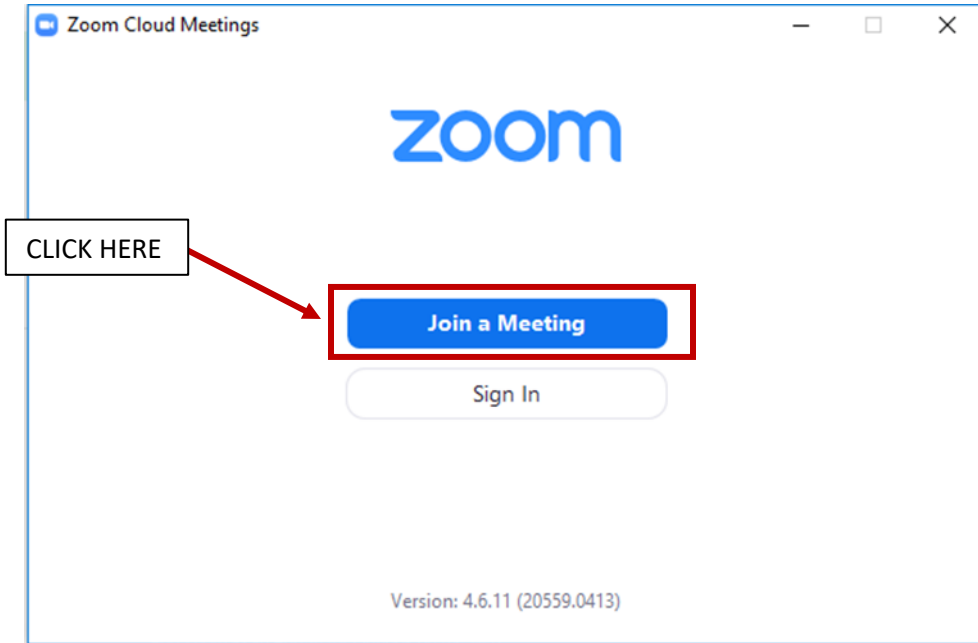 Zoom Cloud Meetings
zoom
CLICK HERE
Join a Meeting
Sign In
Version: 4.6.11 (20559.0413)